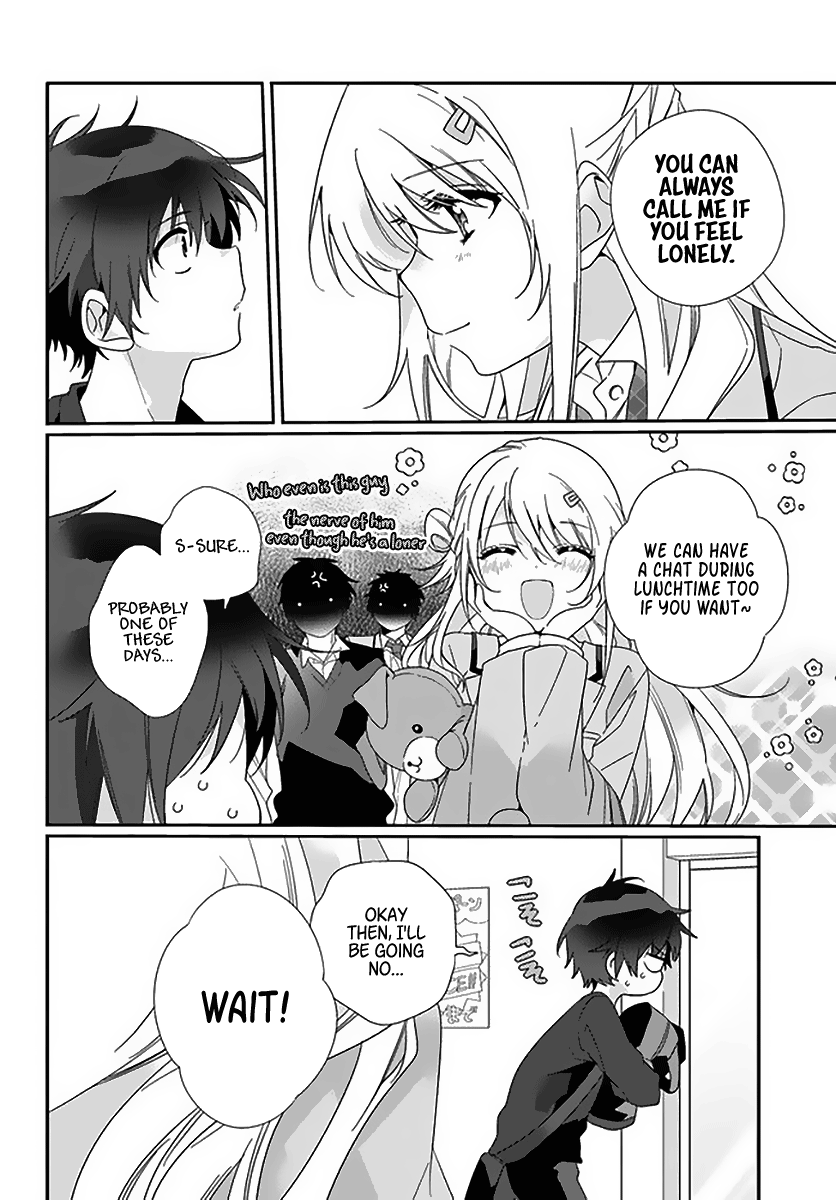 YOU CAN
ALWAYS
CALL ME IF
YOU FEEL
LONELY.
WE CAN HAVE
A CHAT DURING
LUNCHTIME TOO
IF YOU WANT~
Who even is this guy
the nerve of him
even though he's a loner
S-SURE...
PROBABLY
ONE OF
THESE
DAYS...
OKAY
THEN, I'LL
BE GOING
NO...
WAIT!